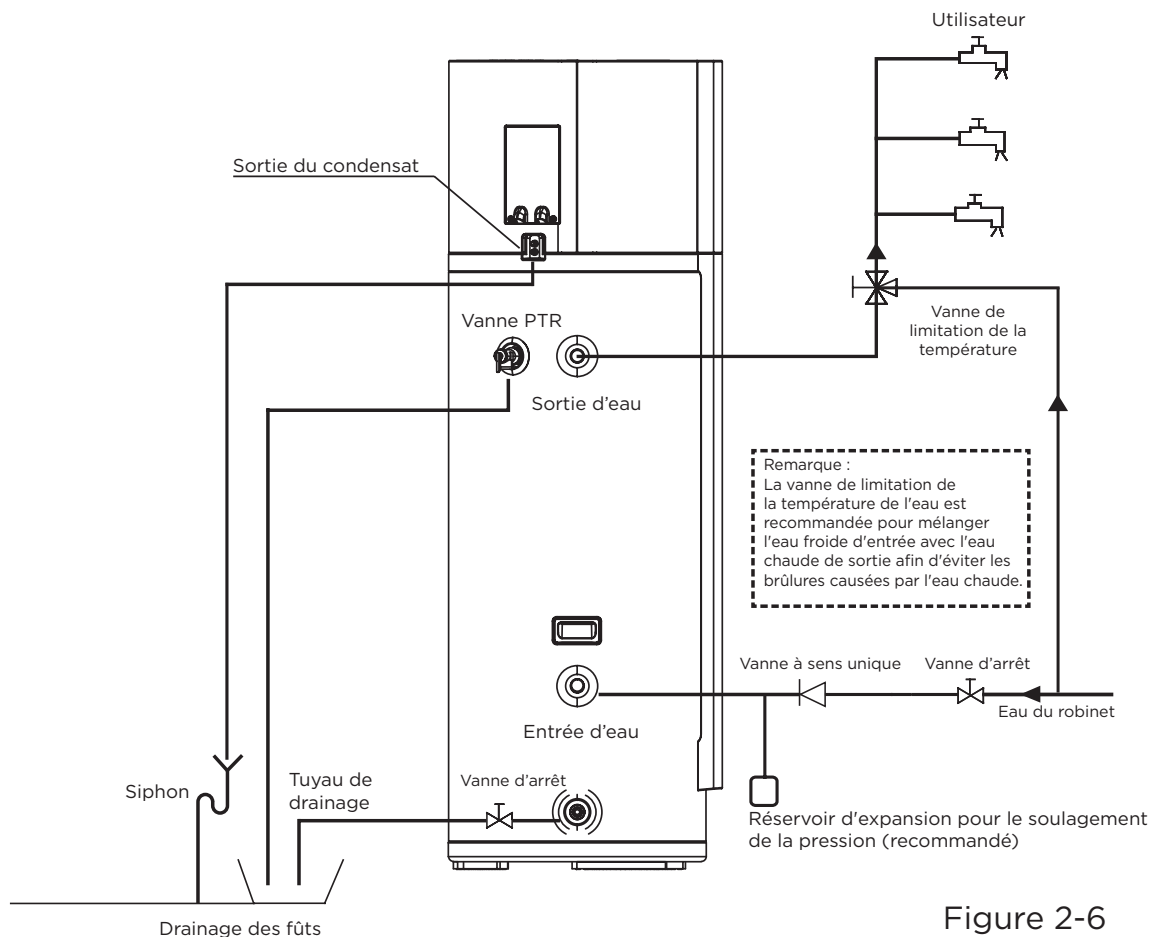 Utilisateur
Sortie du condensat
Vanne PTR
Sortie d'eau
Vanne de
limitation de la
température
Remarque :
La vanne de limitation de
la température de l'eau est
recommandée pour mélanger
l'eau froide d'entrée avec l'eau
chaude de sortie afin d'éviter les
brûlures causées par l'eau chaude.
Vanne à sens unique
Vanne d'arrêt
Eau du robinet
Entrée d'eau
Siphon
Tuyau de
drainage
Vanne d'arrêt
Réservoir d'expansion pour le soulagement
de la pression (recommandé)
Drainage des fûts
Figure 2-6